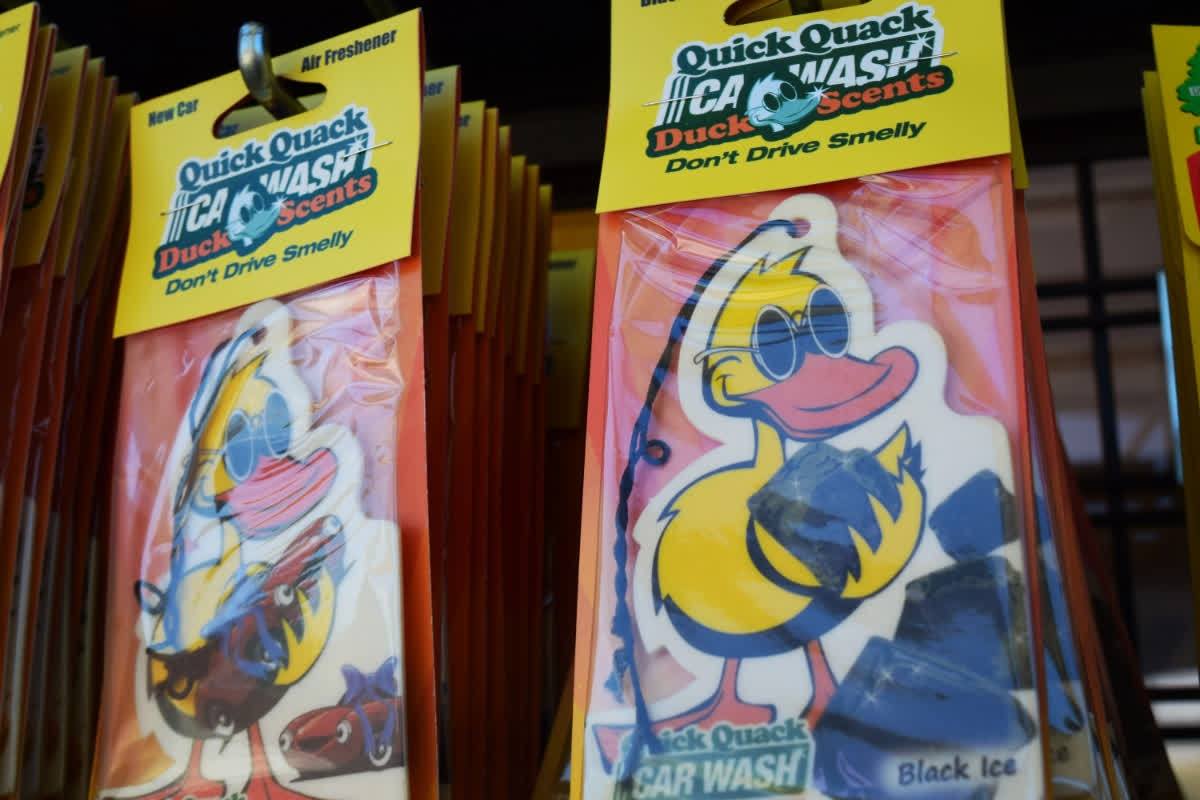 New Car
Air Freshener
Quick Quack
CAR WASH
Duck Scents
Don't Drive Smelly
Quick Quack
CAR WASH
Duck Scents
Don't Drive Smelly
Quick Quack
CAR WASH
Black Ice